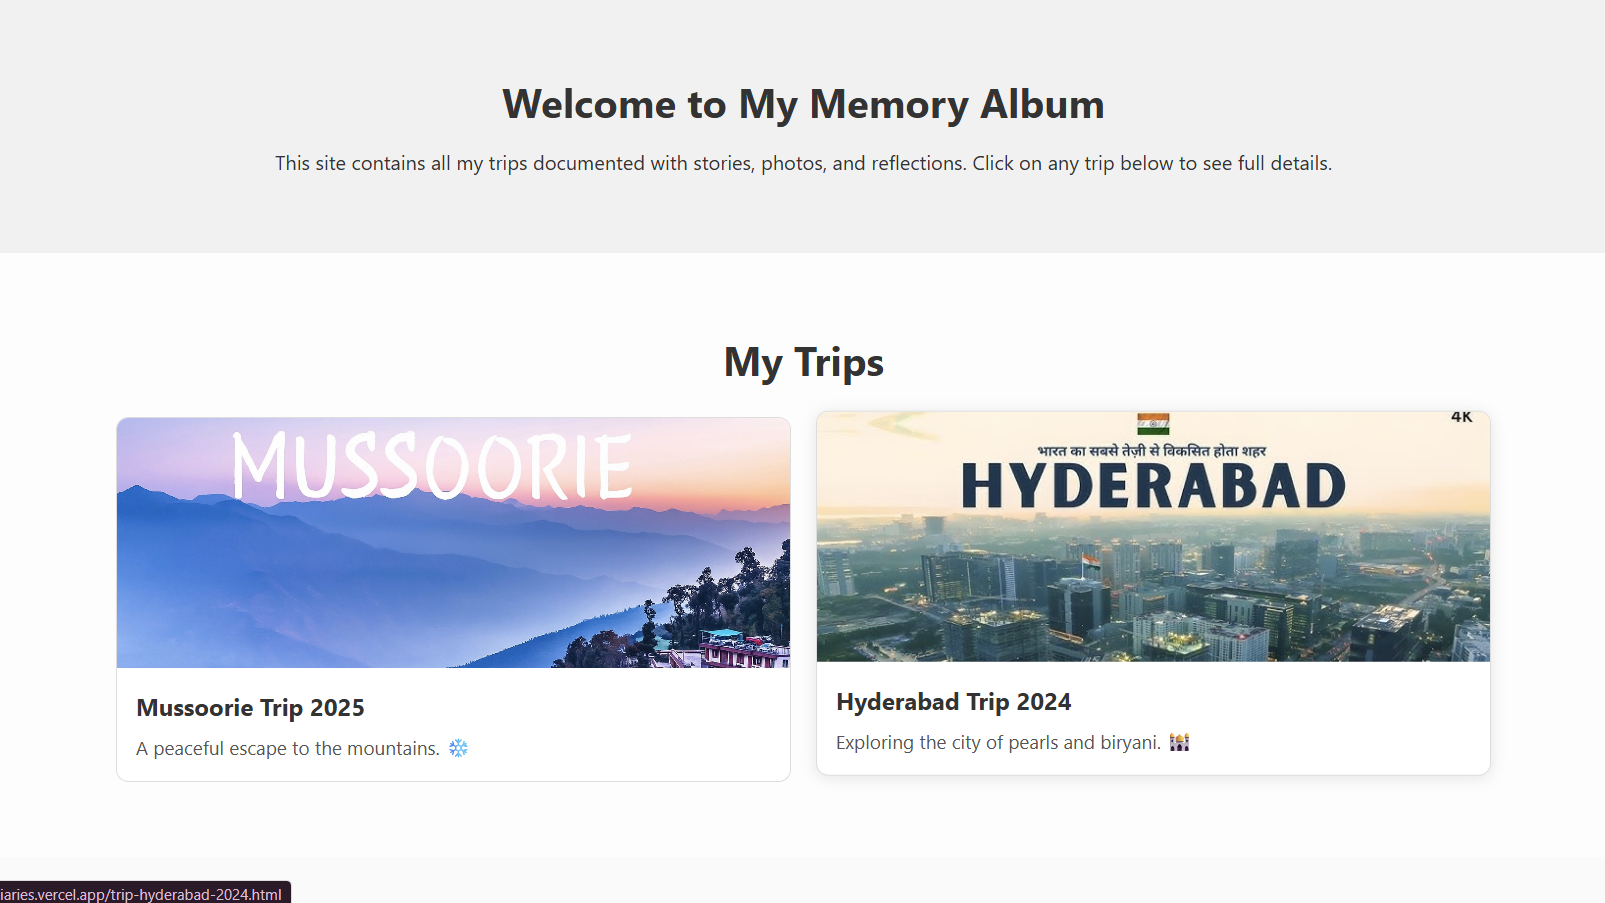 Welcome to My Memory Album
This site contains all my trips documented with stories, photos, and reflections. Click on any trip below to see full details.
My Trips
MUSSOORIE
Mussoorie Trip 2025
A peaceful escape to the mountains. ❄️
4K
भारत का सबसे तेज़ी से विकसित होता शहर
HYDERABAD
Hyderabad Trip 2024
Exploring the city of pearls and biryani. 🕌
iaries.vercel.app/trip-hyderabad-2024.html